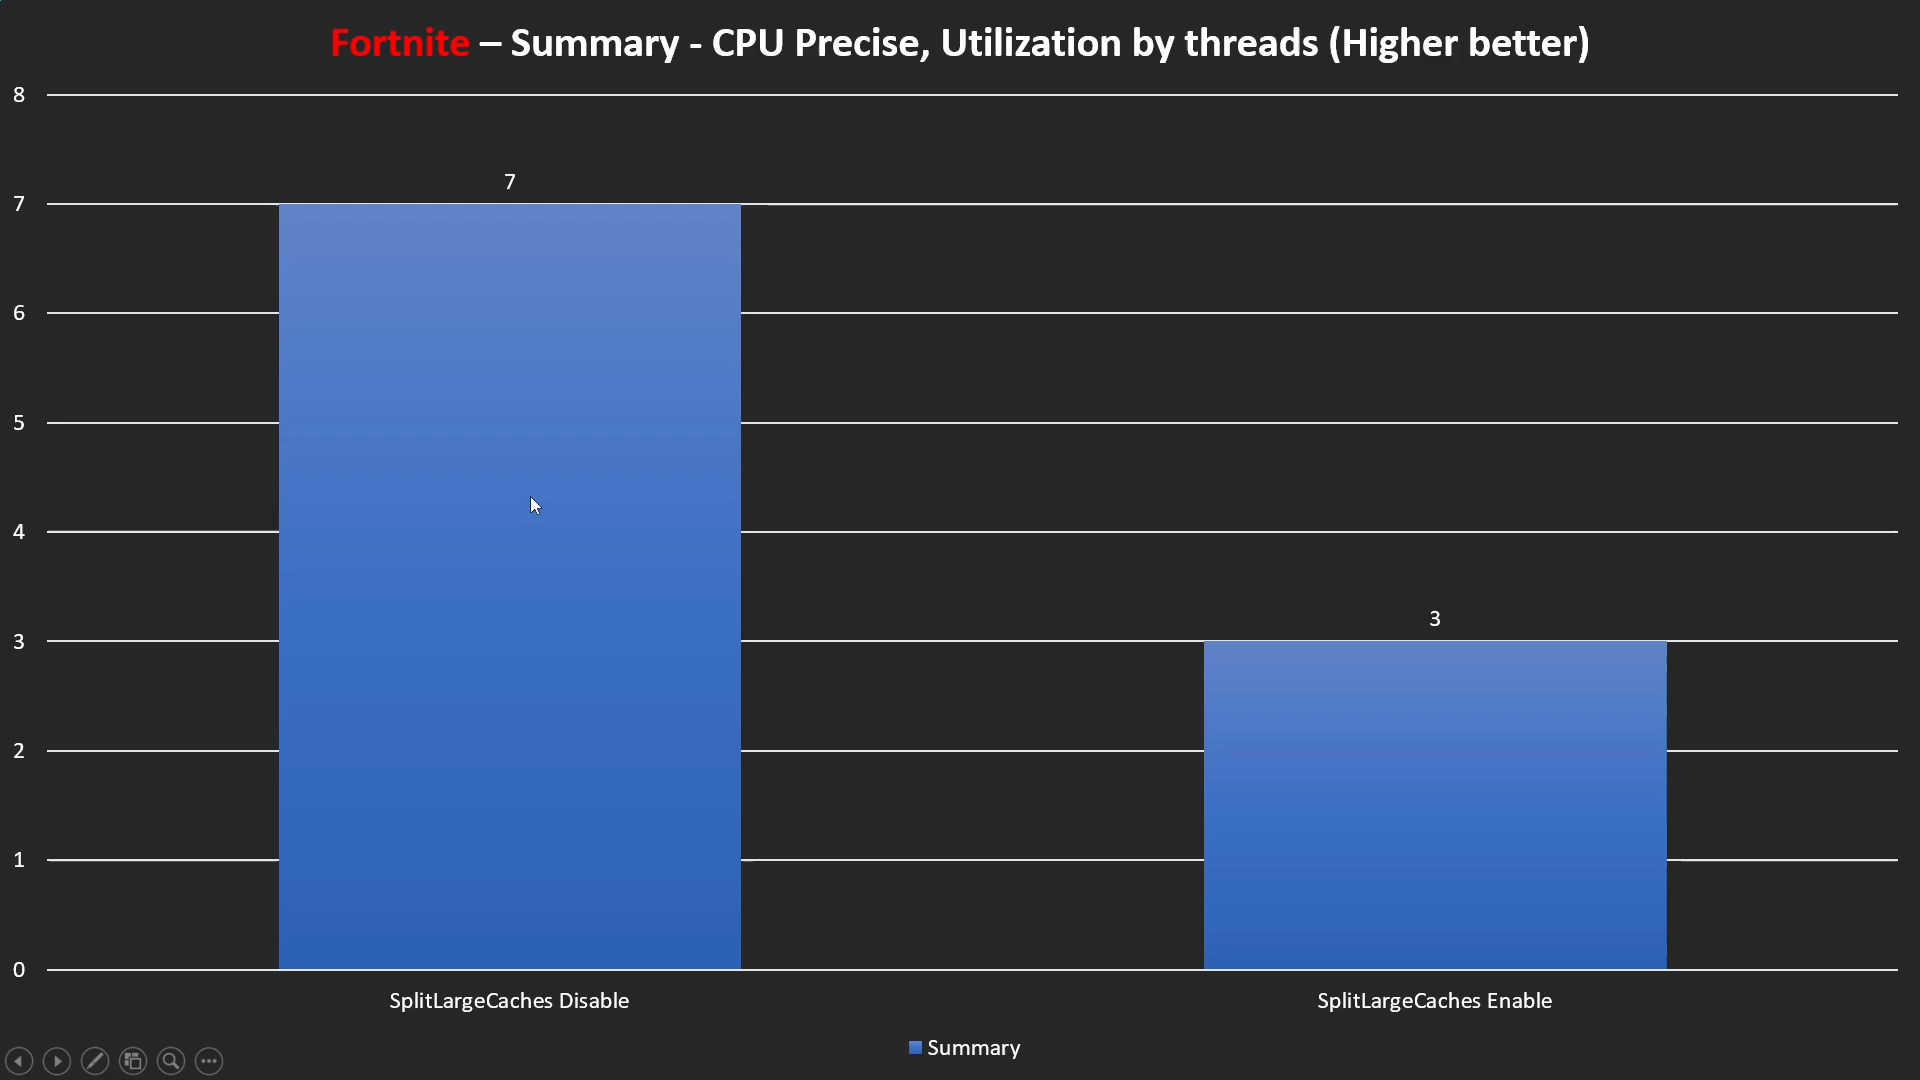 Fortnite – Summary - CPU Precise, Utilization by threads (Higher better)
8
7
7
6
5
4
3
3
2
1
0
SplitLargeCaches Disable
SplitLargeCaches Enable
Summary